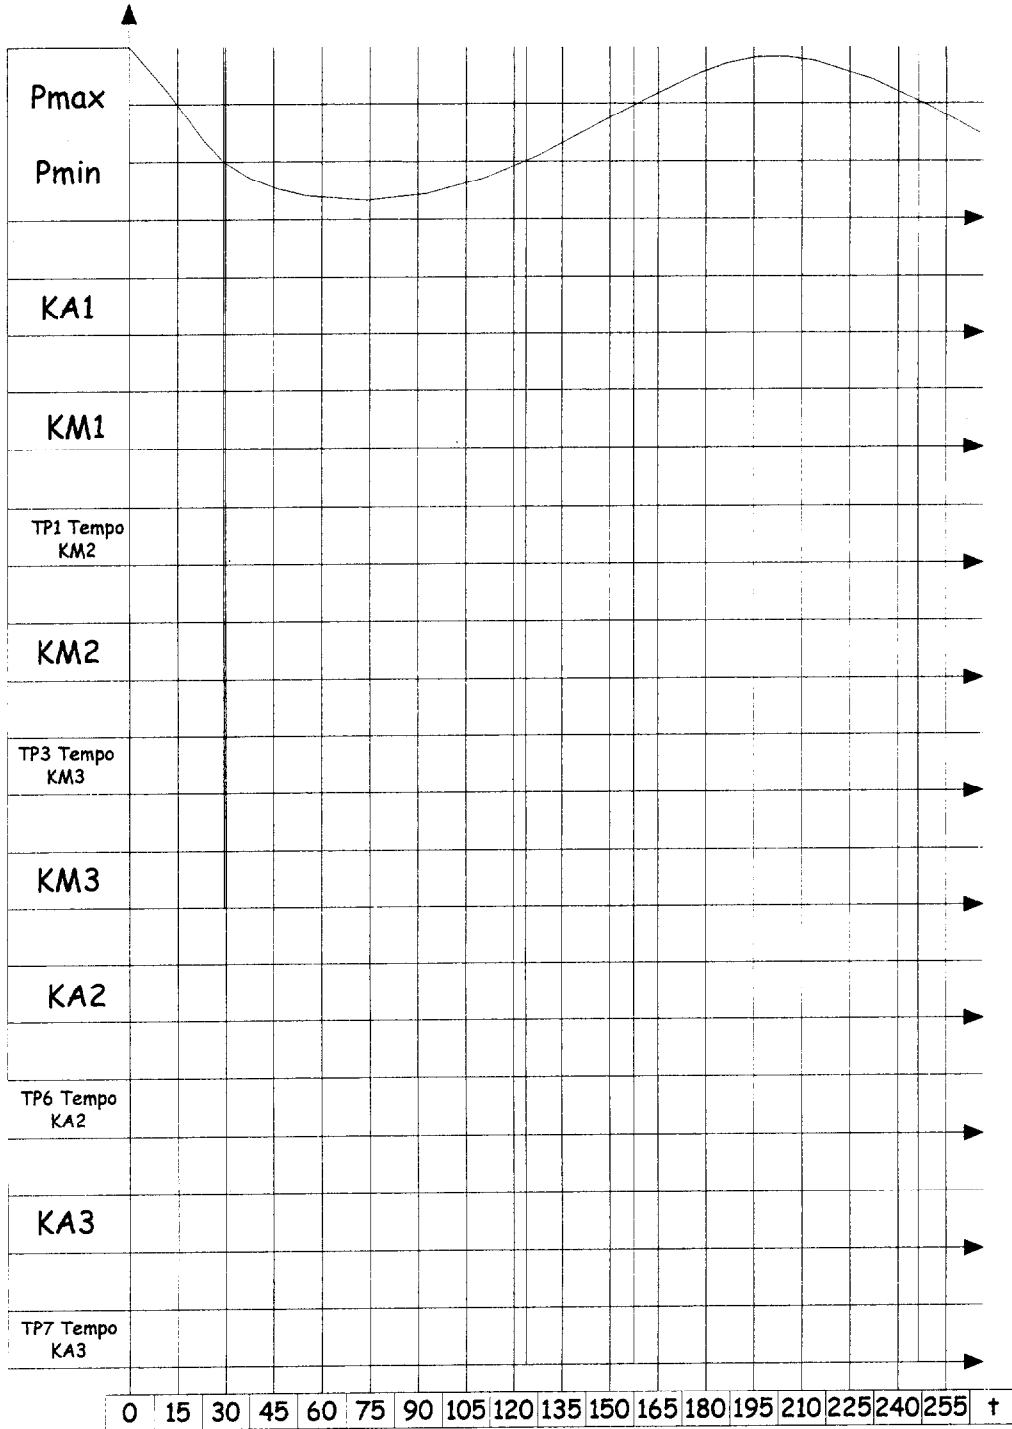 Pmax
Pmin
KA1
KM1
TP1 Tempo
KM2
KM2
TP3 Tempo
KM3
KM3
KA2
TP6 Tempo
KA2
KA3
TP7 Tempo
KA3
0 15 30 45 60 75 90 105 120 135 150 165 180 195 210 225 240 255 t